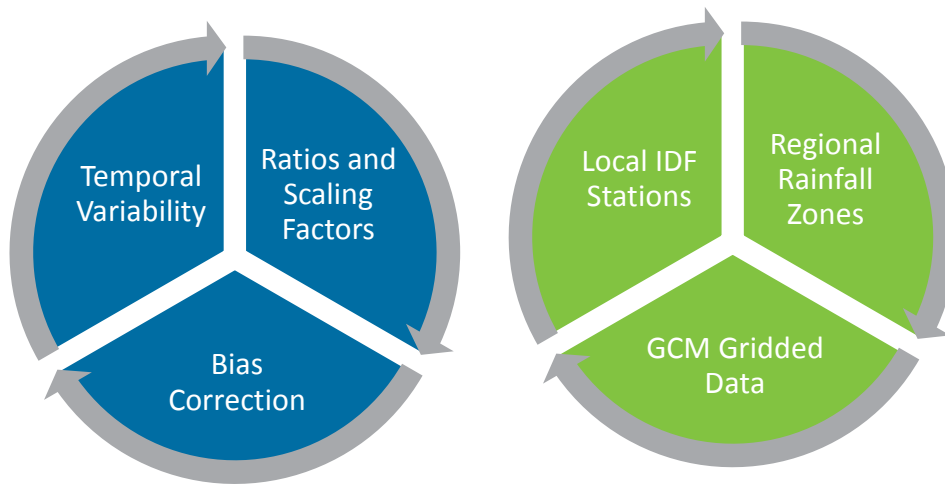 Temporal
Variability
Ratios and
Scaling
Factors
Bias
Correction
Local IDF
Stations
Regional
Rainfall
Zones
GCM Gridded
Data